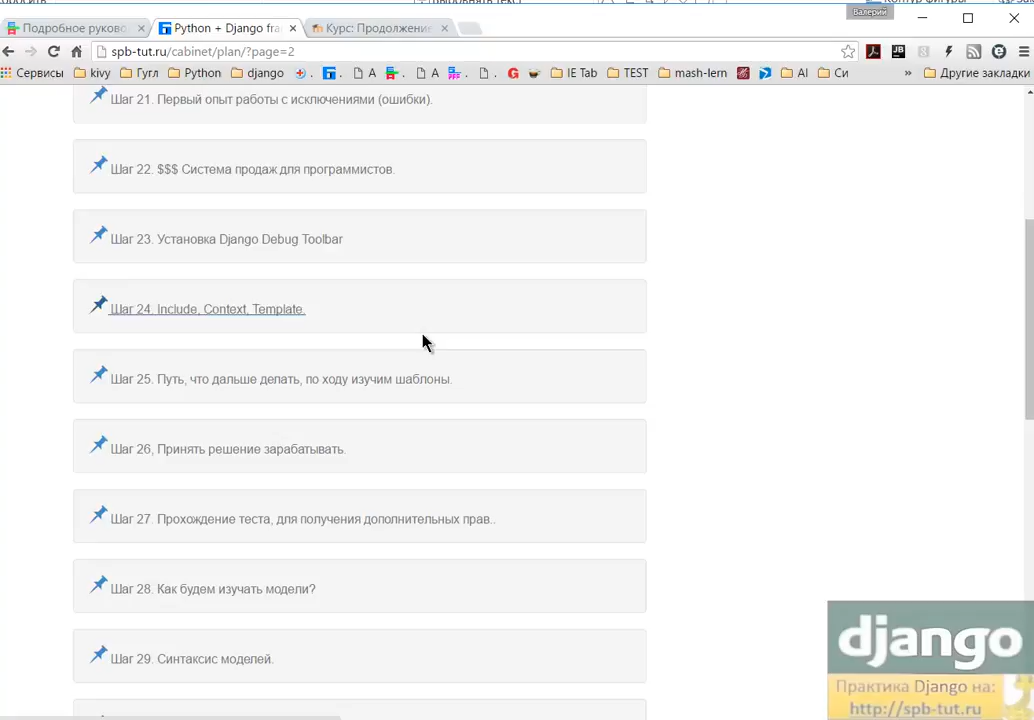 Валерий
Подробное руково
Python + Django fra
Курс: Продолжение
spb-tut.ru/cabinet/plan/?page=2
Сервисы
kivy
Гугл
Python
django
A
A
IE Tab
TEST
mash-lern
AI
Си
»
Другие закладки
Шаг 21. Первый опыт работы с исключениями (ошибки).
Шаг 22. $$$ Система продаж для программистов.
Шаг 23. Установка Django Debug Toolbar
Шаг 24. Include, Context, Template.
Шаг 25. Путь, что дальше делать, по ходу изучим шаблоны.
Шаг 26, Принять решение зарабатывать.
Шаг 27. Прохождение теста, для получения дополнительных прав..
Шаг 28. Как будем изучать модели?
Шаг 29. Синтаксис моделей.
django
Практика Django на:
http://spb-tut.ru